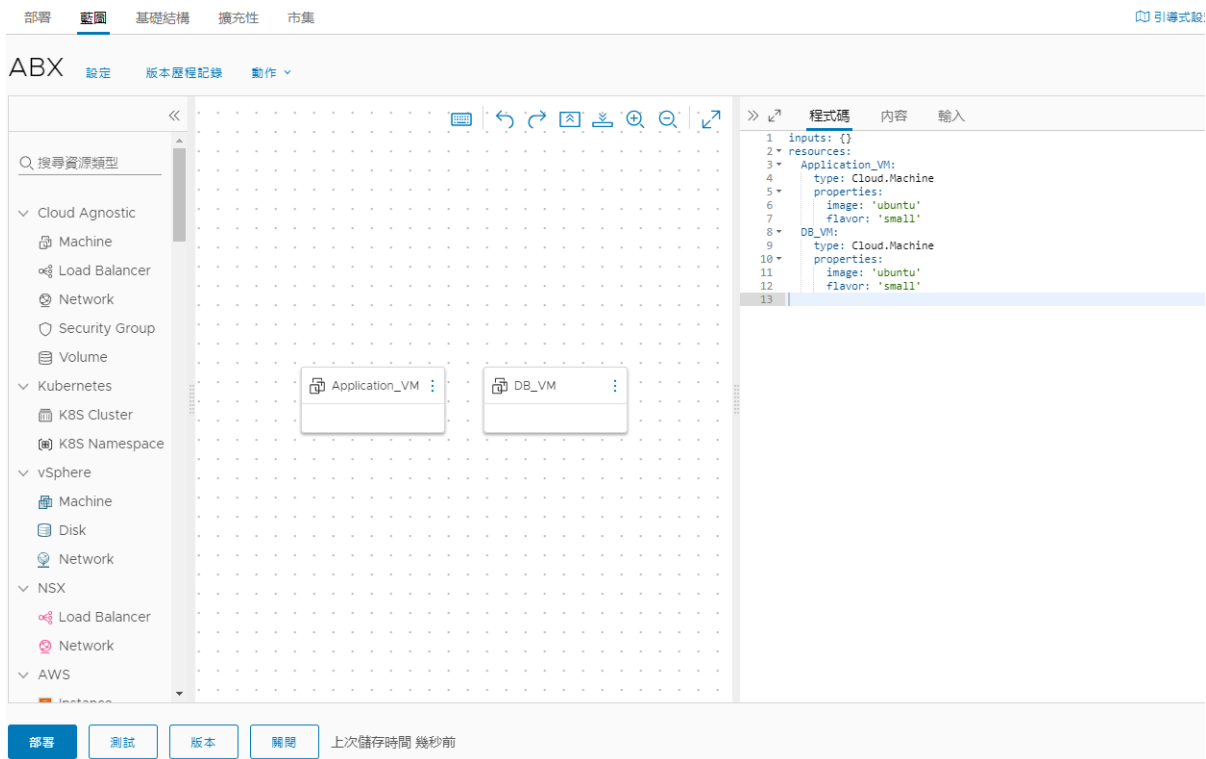 部署 藍圖 基礎結構 擴充性 市集 引導式設
ABX 設定 版本歷程記錄 動作
搜尋資源類型
Cloud Agnostic
Machine
Load Balancer
Network
Security Group
Volume
Kubernetes
K8S Cluster
K8S Namespace
vSphere
Machine
Disk
Network
NSX
Load Balancer
Network
AWS
Instance
Application_VM
DB_VM
程式碼 內容 輸入
1 inputs: {}
2 resources:
3 Application_VM:
4 type: Cloud.Machine
5 properties:
6 image: 'ubuntu'
7 flavor: 'small'
8 DB_VM:
9 type: Cloud.Machine
10 properties:
11 image: 'ubuntu'
12 flavor: 'small'
13
部署 測試 版本 關閉 上次儲存時間 幾秒前